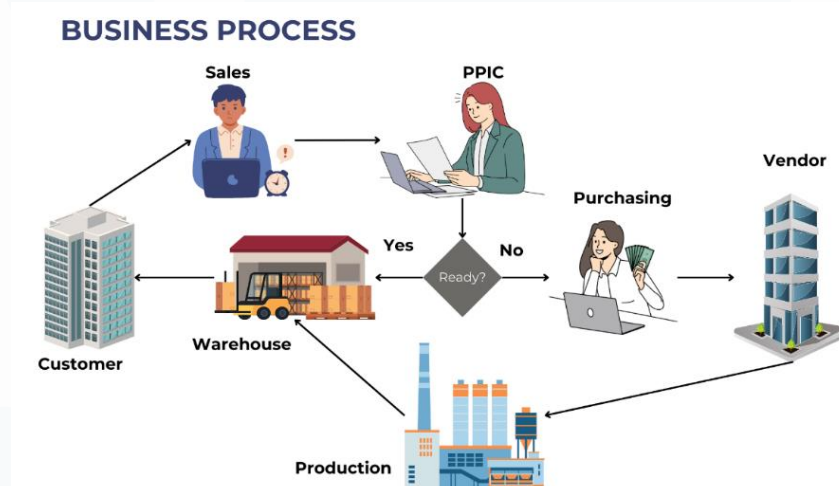 BUSINESS PROCESS
Sales
PPIC
Vendor
Purchasing
Yes
No
Ready?
Warehouse
Customer
Production